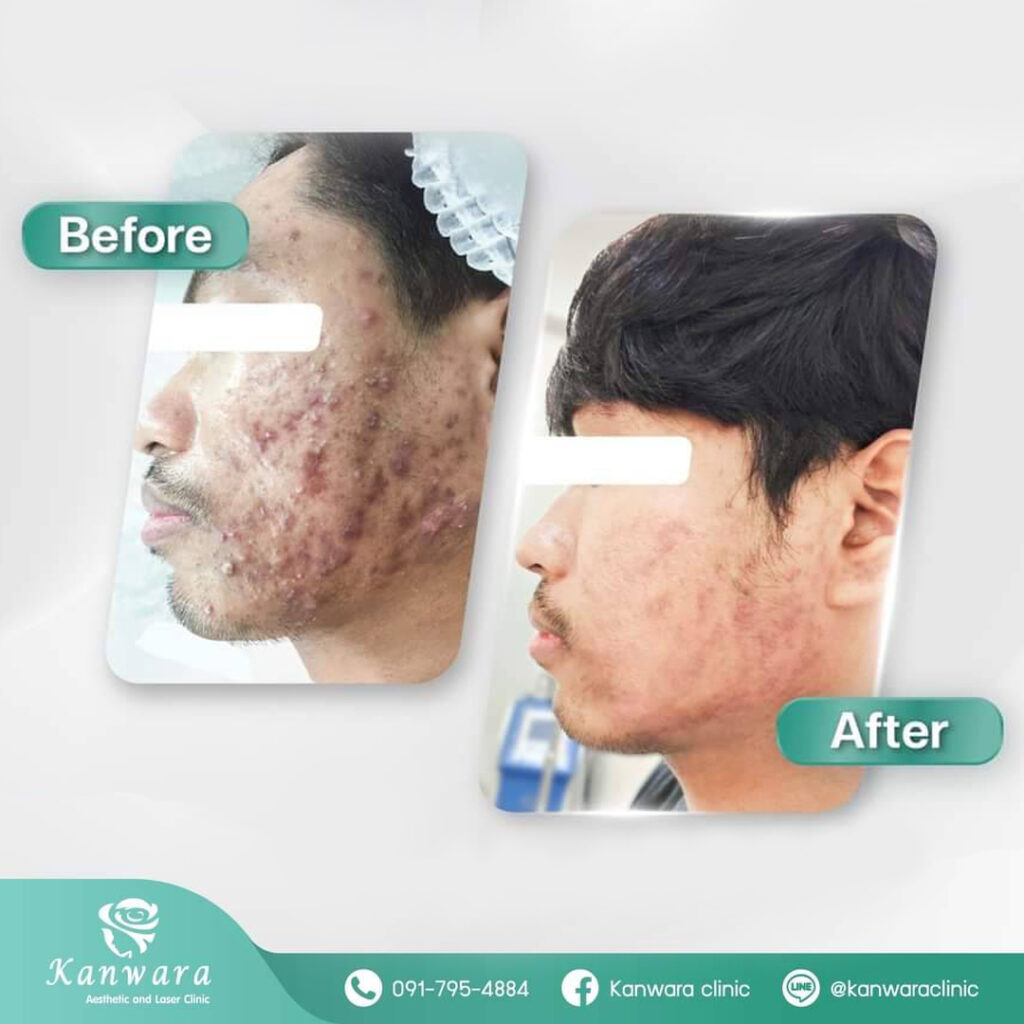 Before
After
Kanwara
Aesthetic and Laser Clinic
091-795-4884
Kanwara clinic
LINE
@kanwaraclinic